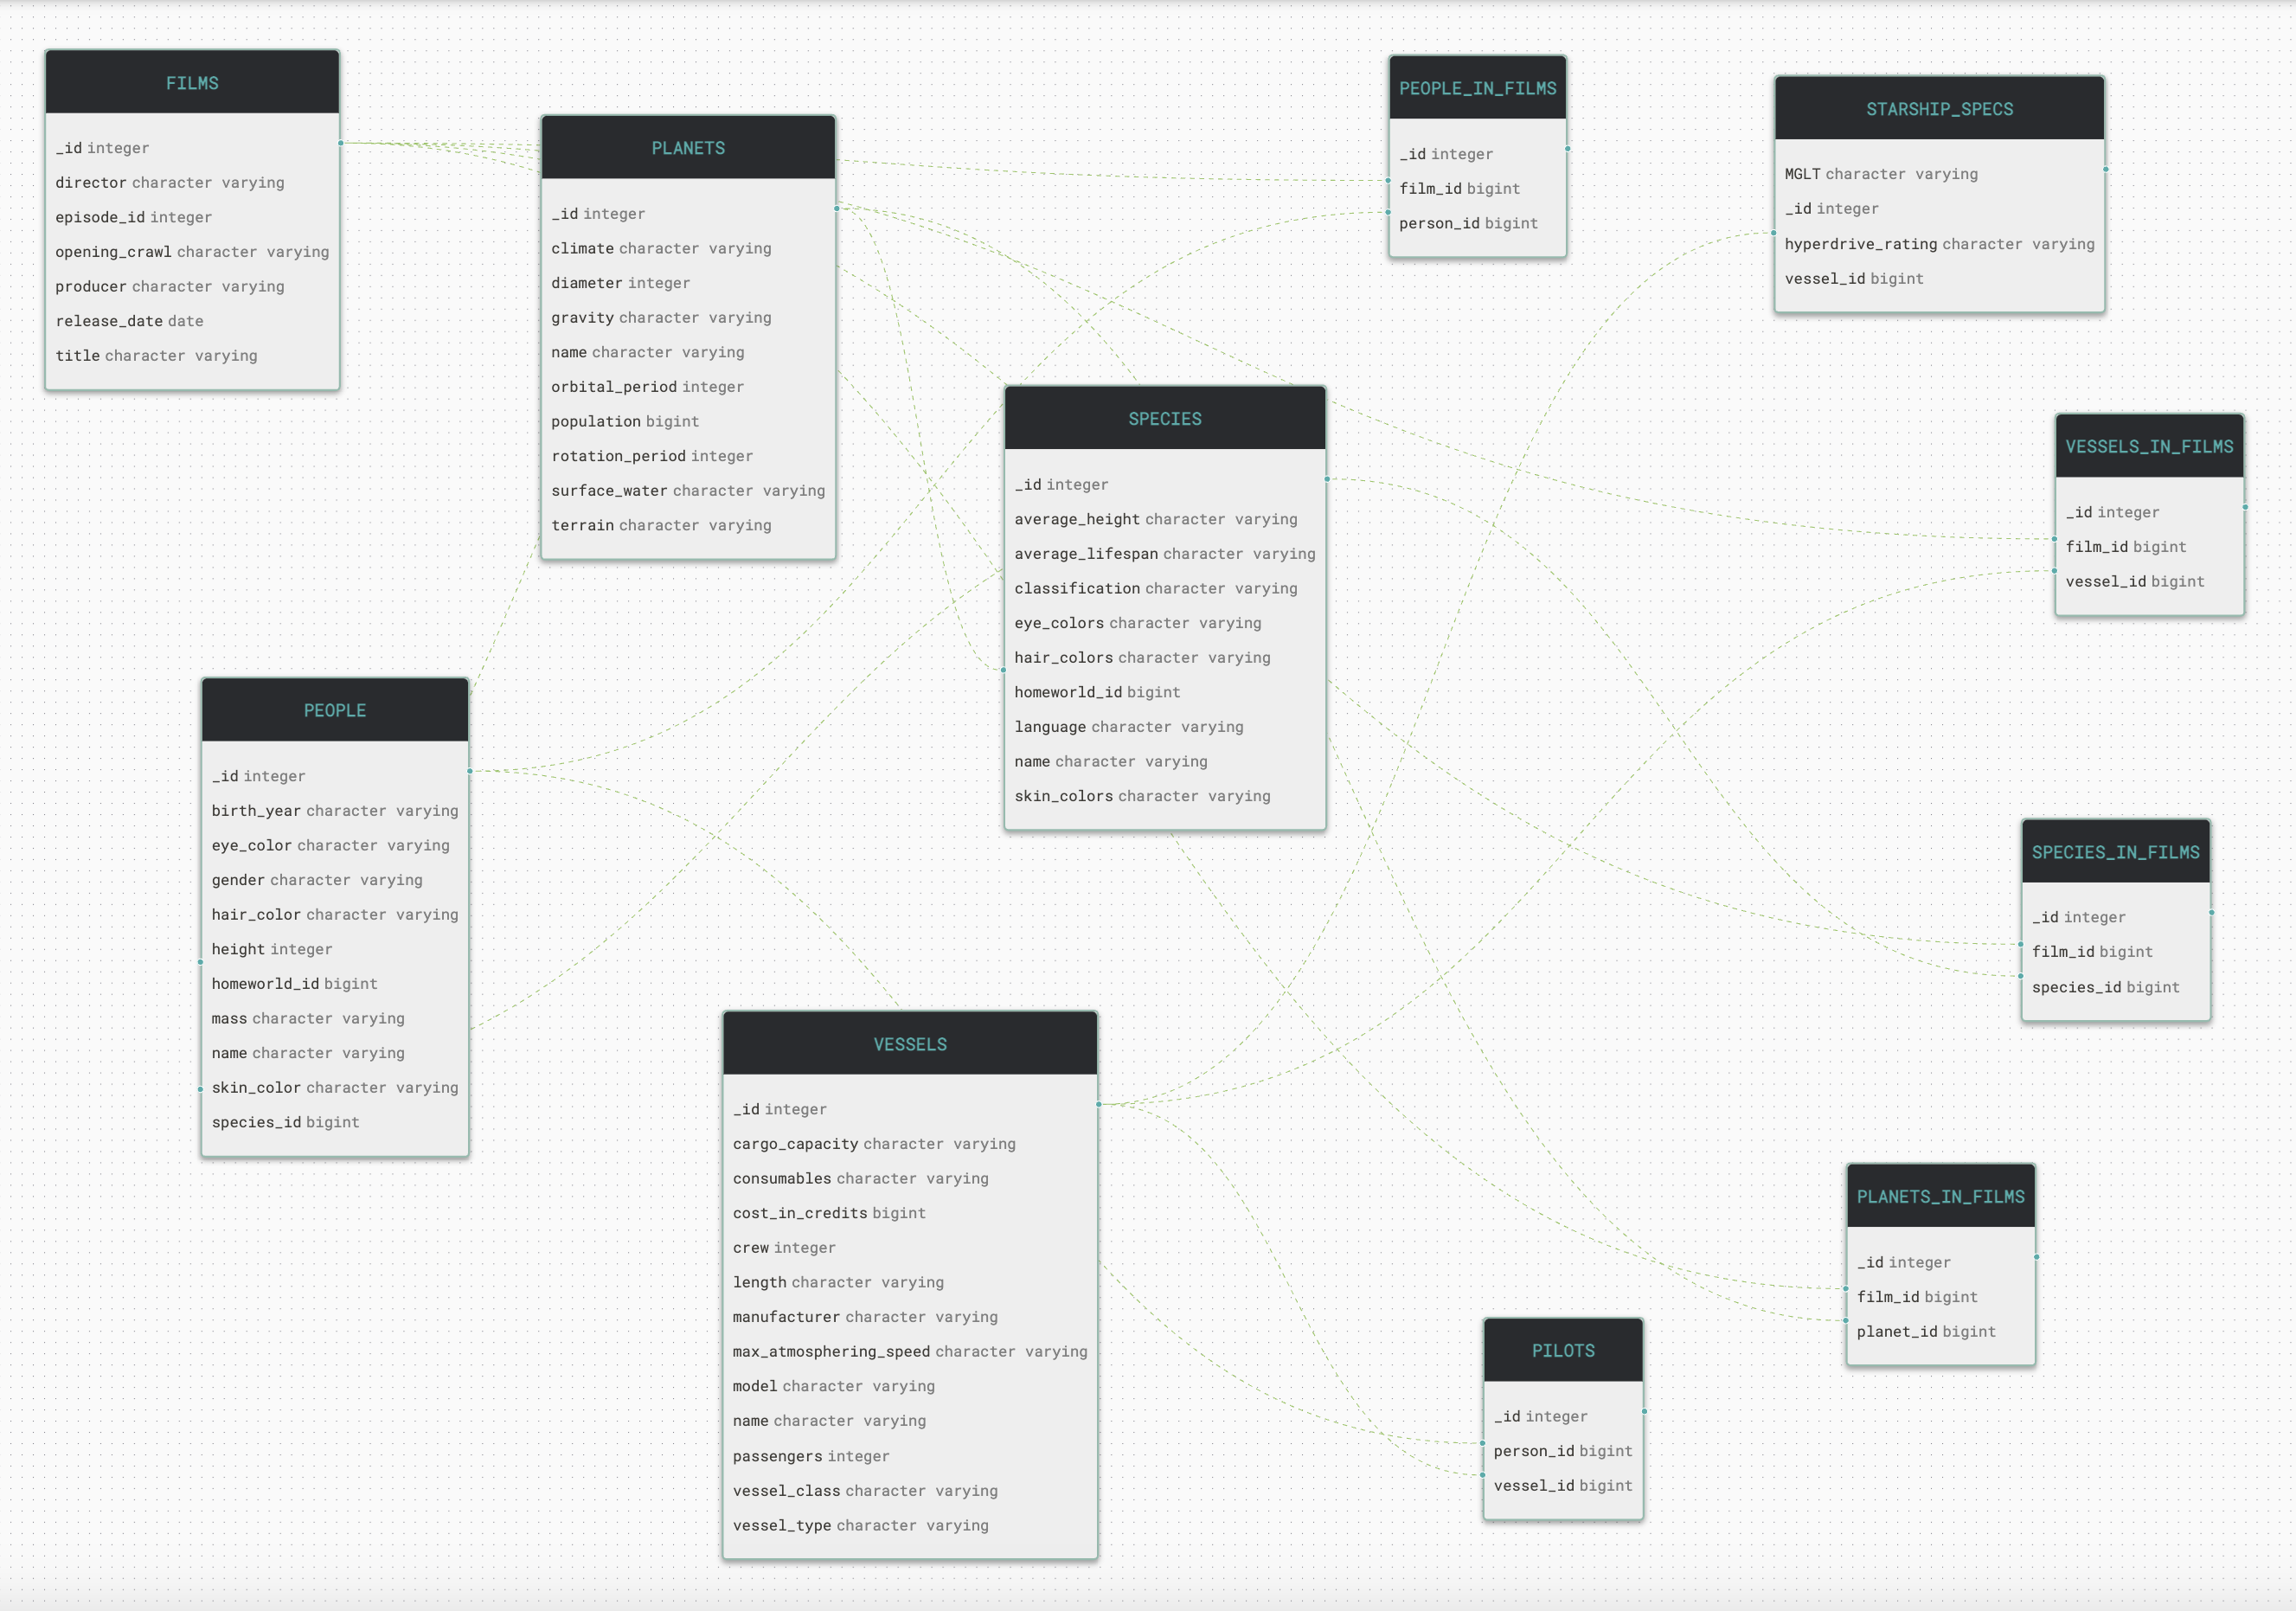 FILMS
_id integer
director character varying
episode_id integer
opening_crawl character varying
producer character varying
release_date date
title character varying
PLANETS
_id integer
climate character varying
diameter integer
gravity character varying
name character varying
orbital_period integer
population bigint
rotation_period integer
surface_water character varying
terrain character varying
PEOPLE_IN_FILMS
_id integer
film_id bigint
person_id bigint
STARSHIP_SPECS
MGLT character varying
_id integer
hyperdrive_rating character varying
vessel_id bigint
SPECIES
_id integer
average_height character varying
average_lifespan character varying
classification character varying
eye_colors character varying
hair_colors character varying
homeworld_id bigint
language character varying
name character varying
skin_colors character varying
VESSELS_IN_FILMS
_id integer
film_id bigint
vessel_id bigint
PEOPLE
_id integer
birth_year character varying
eye_color character varying
gender character varying
hair_color character varying
height integer
homeworld_id bigint
mass character varying
name character varying
skin_color character varying
species_id bigint
SPECIES_IN_FILMS
_id integer
film_id bigint
species_id bigint
VESSELS
_id integer
cargo_capacity character varying
consumables character varying
cost_in_credits bigint
crew integer
length character varying
manufacturer character varying
max_atmosphering_speed character varying
model character varying
name character varying
passengers integer
vessel_class character varying
vessel_type character varying
PLANETS_IN_FILMS
_id integer
film_id bigint
planet_id bigint
PILOTS
_id integer
person_id bigint
vessel_id bigint